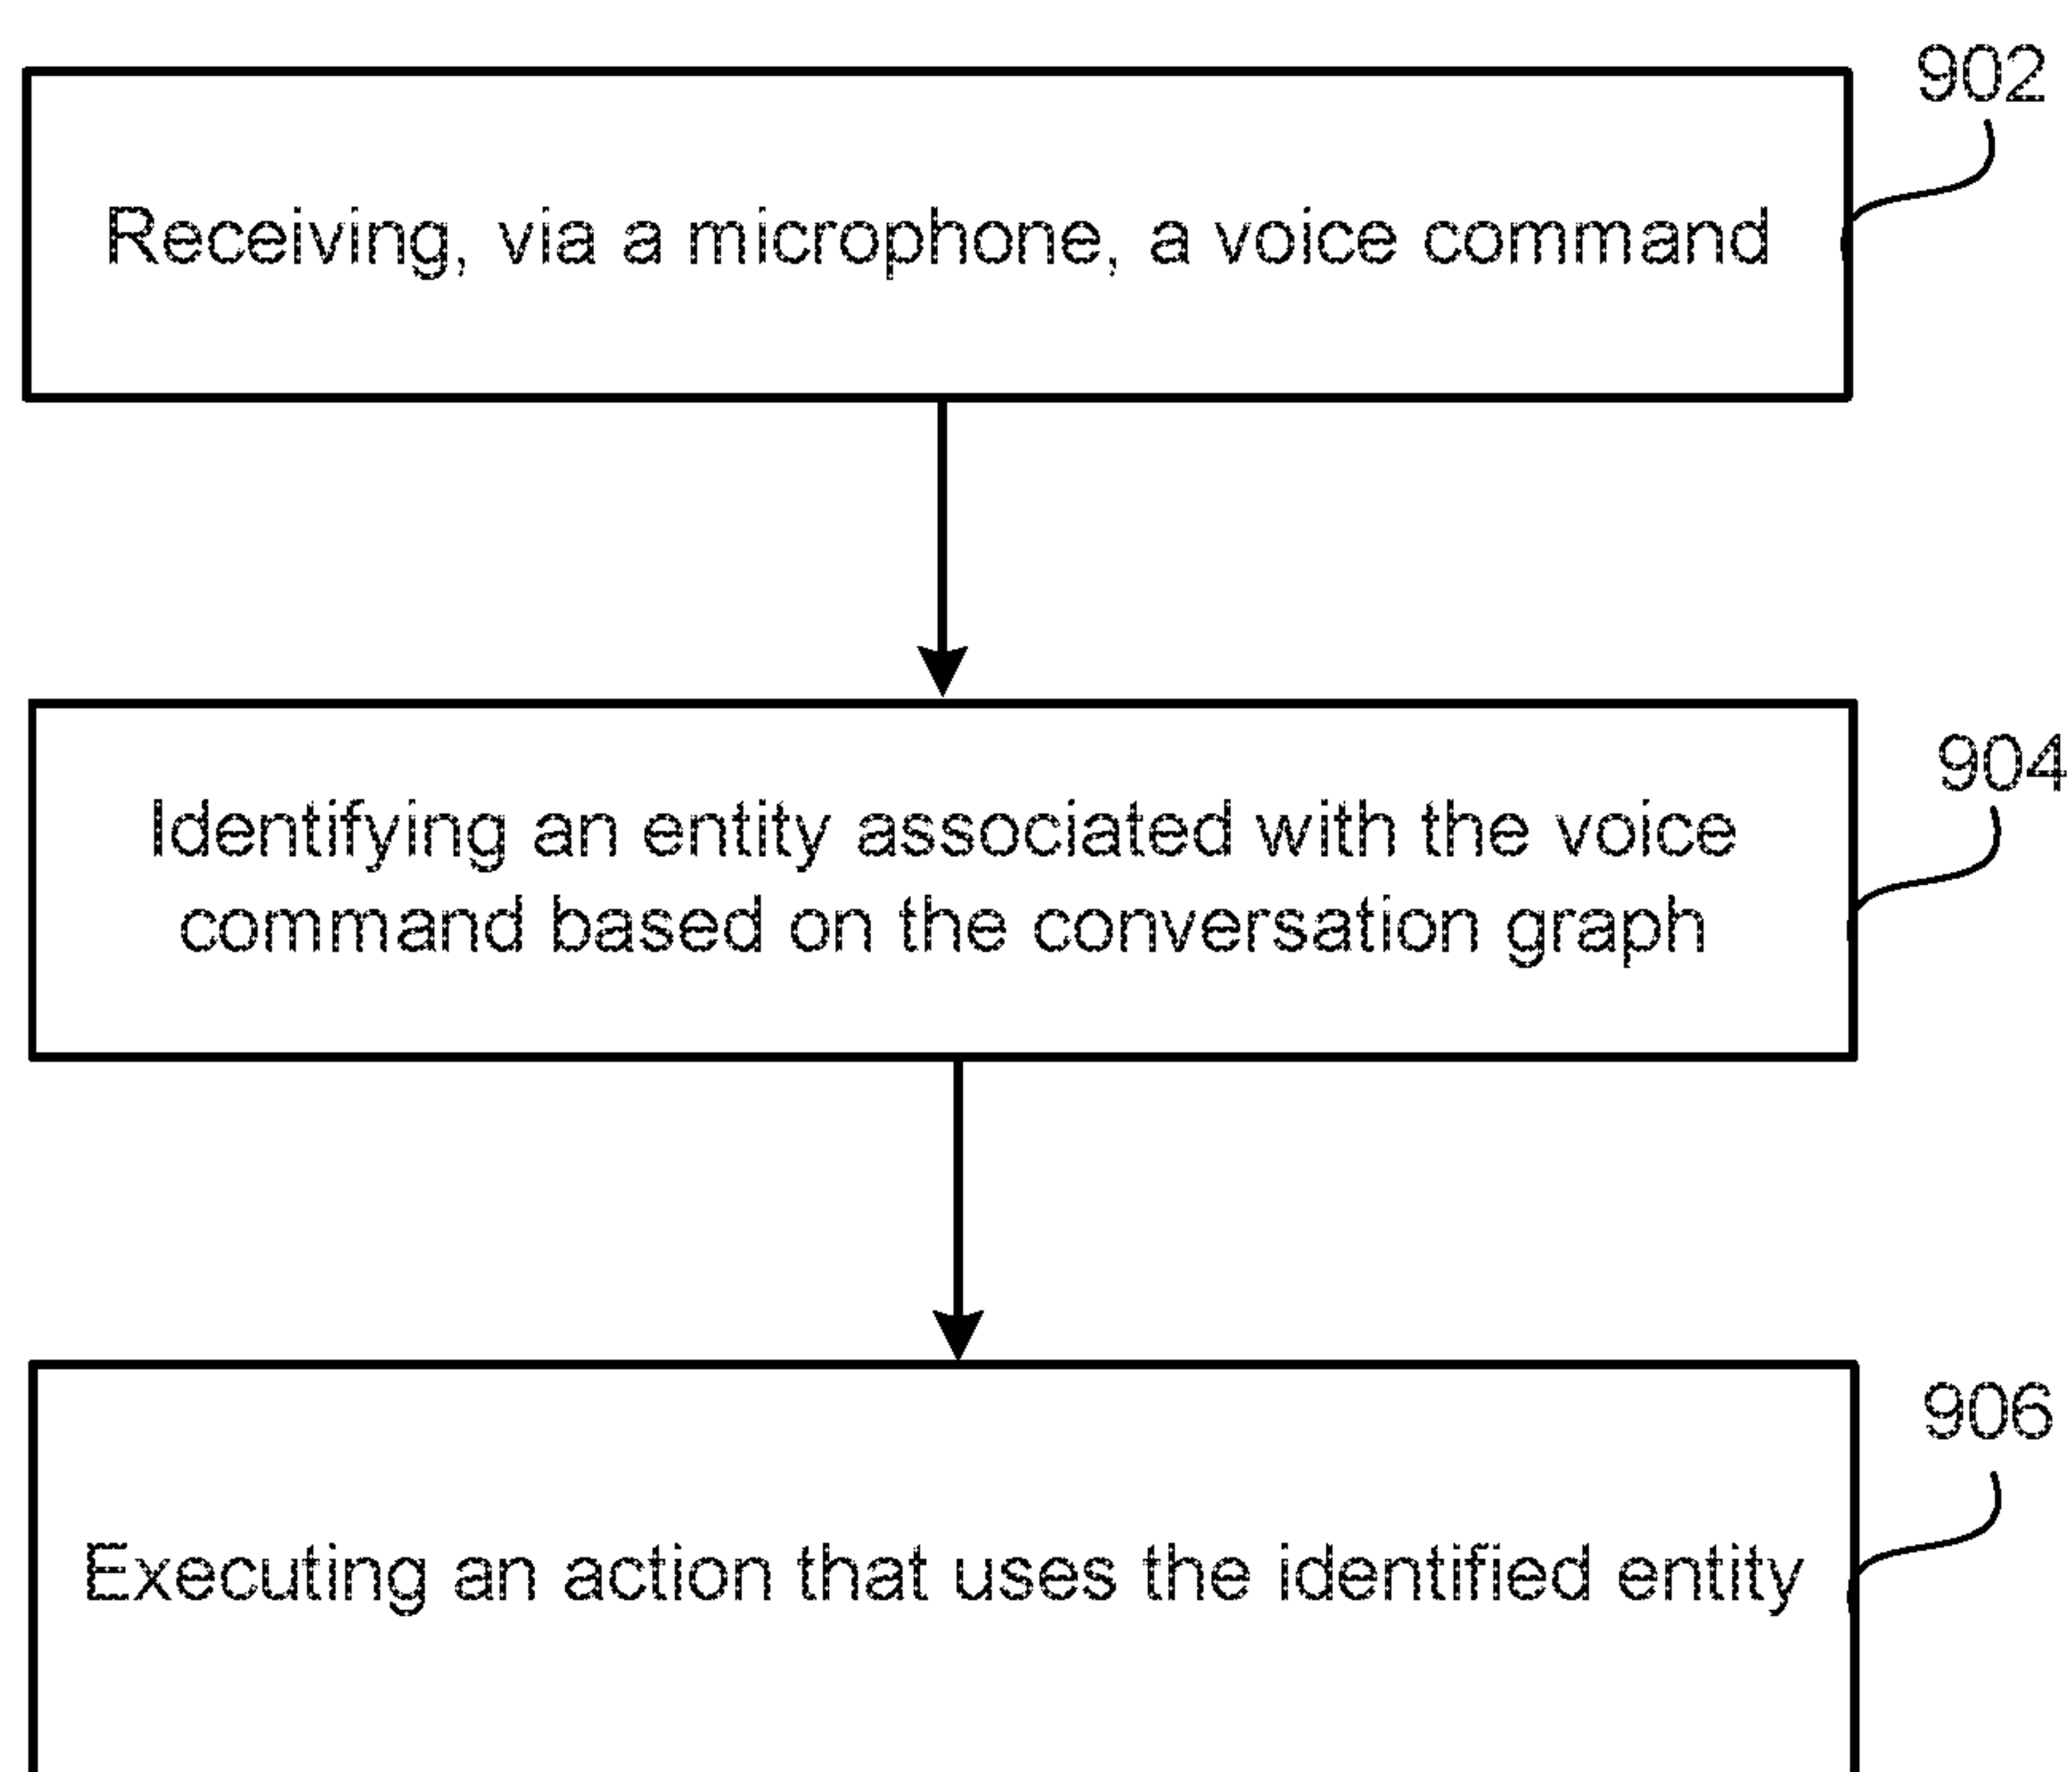 902
Receiving, via a microphone, a voice command
904
Identifying an entity associated with the voice
command based on the conversation graph
906
Executing an action that uses the identified entity